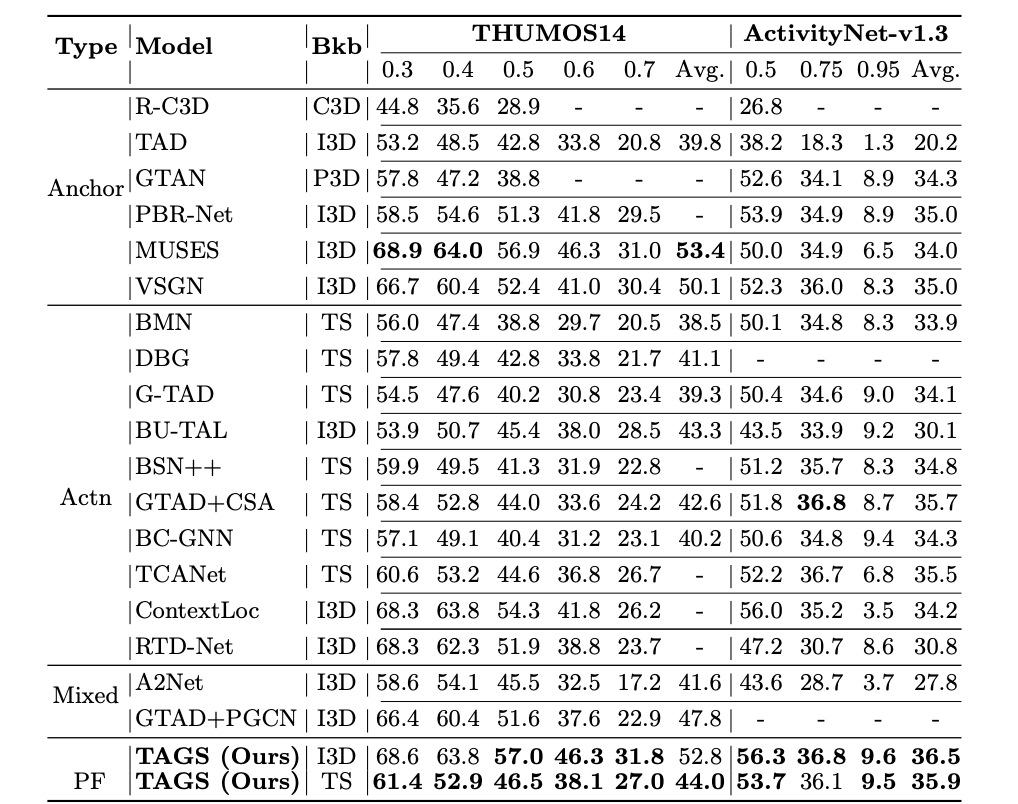 Type Model Bkb THUMOS14 ActivityNet-v1.3
0.3 0.4 0.5 0.6 0.7 Avg. 0.5 0.75 0.95 Avg.
R-C3D C3D 44.8 35.6 28.9 - - - 26.8 - - -
TAD I3D 53.2 48.5 42.8 33.8 20.8 39.8 38.2 18.3 1.3 20.2
Anchor GTAN P3D 57.8 47.2 38.8 - - - 52.6 34.1 8.9 34.3
PBR-Net I3D 58.5 54.6 51.3 41.8 29.5 - 53.9 34.9 8.9 35.0
MUSES I3D 68.9 64.0 56.9 46.3 31.0 53.4 50.0 34.9 6.5 34.0
VSGN I3D 66.7 60.4 52.4 41.0 30.4 50.1 52.3 36.0 8.3 35.0
BMN TS 56.0 47.4 38.8 29.7 20.5 38.5 50.1 34.8 8.3 33.9
DBG TS 57.8 49.4 42.8 33.8 21.7 41.1 - - - -
G-TAD TS 54.5 47.6 40.2 30.8 23.4 39.3 50.4 34.6 9.0 34.1
BU-TAL I3D 53.9 50.7 45.4 38.0 28.5 43.3 43.5 33.9 9.2 30.1
BSN++ TS 59.9 49.5 41.3 31.9 22.8 - 51.2 35.7 8.3 34.8
Actn GTAD+CSA TS 58.4 52.8 44.0 33.6 24.2 42.6 51.8 36.8 8.7 35.7
BC-GNN TS 57.1 49.1 40.4 31.2 23.1 40.2 50.6 34.8 9.4 34.3
TCANet TS 60.6 53.2 44.6 36.8 26.7 - 52.2 36.7 6.8 35.5
ContextLoc I3D 68.3 63.8 54.3 41.8 26.2 - 56.0 35.2 3.5 34.2
RTD-Net I3D 68.3 62.3 51.9 38.8 23.7 - 47.2 30.7 8.6 30.8
Mixed A2Net I3D 58.6 54.1 45.5 32.5 17.2 41.6 43.6 28.7 3.7 27.8
GTAD+PGCN I3D 66.4 60.4 51.6 37.6 22.9 47.8 - - - -
TAGS (Ours) I3D 68.6 63.8 57.0 46.3 31.8 52.8 56.3 36.8 9.6 36.5
PF TAGS (Ours) TS 61.4 52.9 46.5 38.1 27.0 44.0 53.7 36.1 9.5 35.9